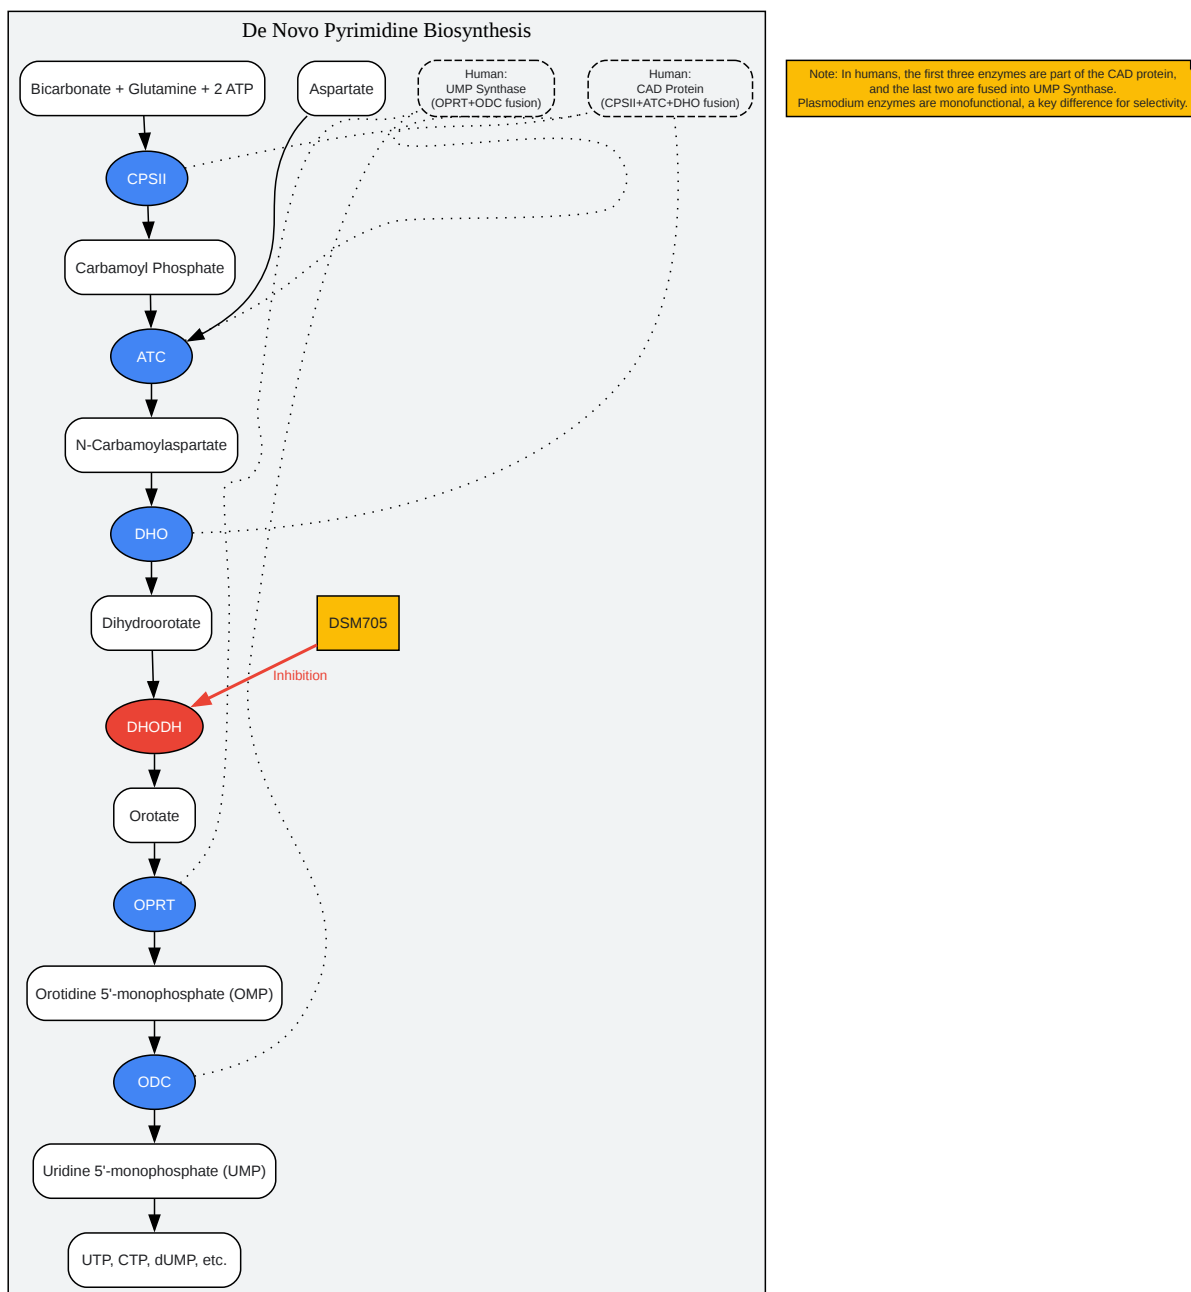 De Novo Pyrimidine Biosynthesis
Bicarbonate + Glutamine + 2 ATP
Aspartate
Human:
UMP Synthase
(OPRT+ODC fusion)
Human:
CAD Protein
(CPSII+ATC+DHO fusion)
Note: In humans, the first three enzymes are part of the CAD protein,
and the last two are fused into UMP Synthase.
Plasmodium enzymes are monofunctional, a key difference for selectivity.
CPSII
Carbamoyl Phosphate
ATC
N-Carbamoylaspartate
DHO
Dihydroorotate
DSM705
Inhibition
DHODH
Orotate
OPRT
Orotidine 5'-monophosphate (OMP)
ODC
Uridine 5'-monophosphate (UMP)
UTP, CTP, dUMP, etc.